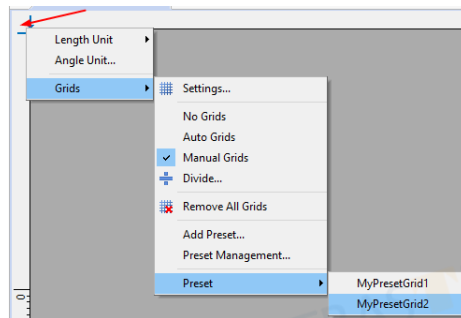 Length Unit
Angle Unit...
Grids
Settings...
No Grids
Auto Grids
Manual Grids
Divide...
Remove All Grids
Add Preset...
Preset Management...
Preset
MyPresetGrid1
MyPresetGrid2
0